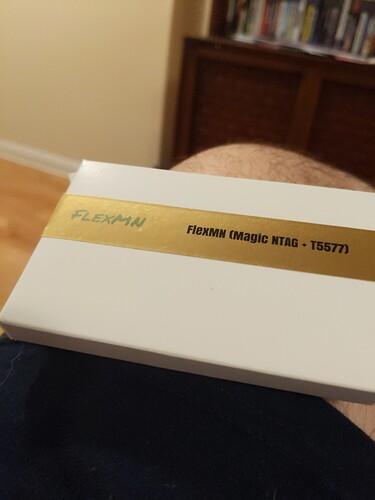 FLEXMN
FlexMN (Magic NTAG + T5577)